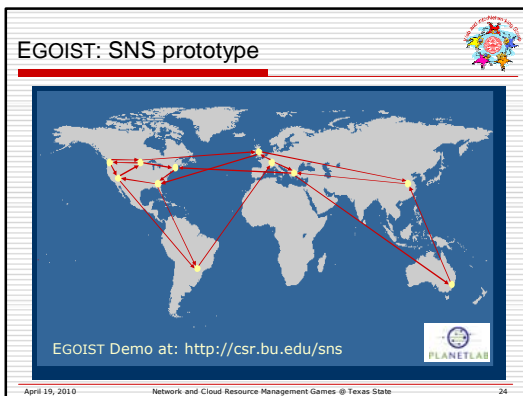 EGOIST: SNS prototype
EGOIST Demo at: http://csr.bu.edu/sns
PLANETLAB
April 19, 2010
Network and Cloud Resource Management Games @ Texas State
24